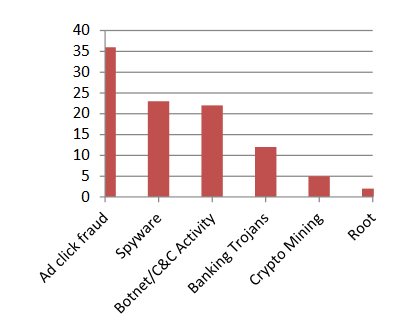 40
35
30
25
20
15
10
5
0
Ad click fraud
Spyware
Botnet/C&C Activity
Banking Trojans
Crypto Mining
Root